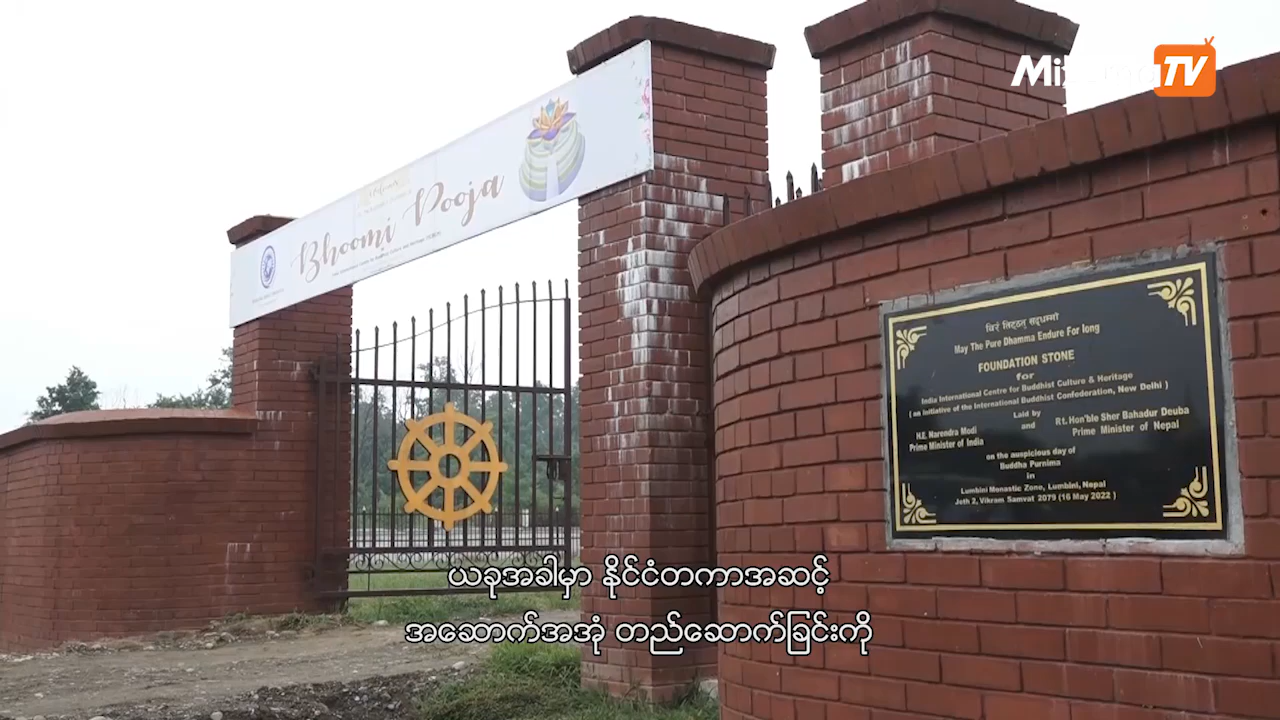 Mizzima TV
Bhoomi Pooja
चिरं तिट्ठतु सद्धम्मो
May The Pure Dhamma Endure For long
FOUNDATION STONE
for
India International Centre for Buddhist Culture & Heritage
( an initiative of the International Buddhist Confederation, New Delhi )
Laid by
H.E. Narendra Modi and Rt. Hon'ble Sher Bahadur Deuba
Prime Minister of India Prime Minister of Nepal
on the auspicious day of
Buddha Purnima
in
Lumbini Monastic Zone, Lumbini, Nepal
Jeth 2, Vikram Samvat 2079 (16 May 2022 )
ယခုအခါမှာ နိုင်ငံတကာအဆင့်
အဆောက်အအုံ တည်ဆောက်ခြင်းကို